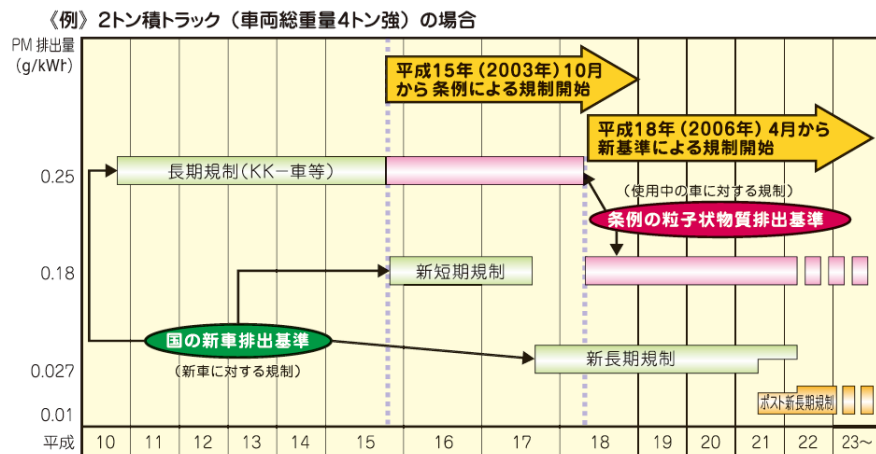 《例》 2トン積トラック (車両総重量4トン強) の場合
PM 排出量
(g/kWh)
平成15年 (2003年) 10月
から 条例による規制開始
平成18年 (2006年) 4月から
新基準による規制開始
0.25
長期規制(KK-車等)
(使用中の車に対する規制)
条例の粒子状物質排出基準
0.18
新短期規制
国の新車排出基準
(新車に対する規制)
新長期規制
0.027
ポスト新長期規制
0.01
平成 10 11 12 13 14 15 16 17 18 19 20 21 22 23~